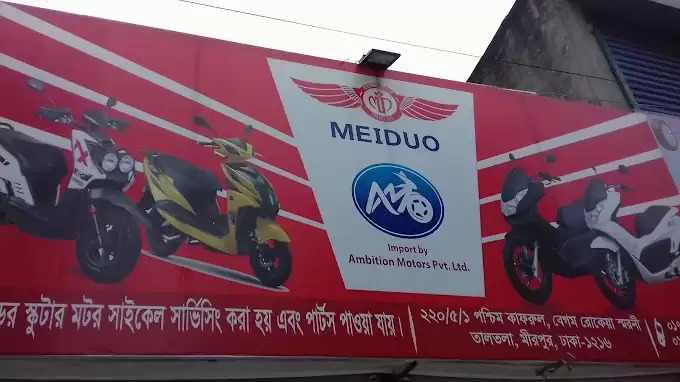 MEIDUO
Import by
Ambition Motors Pvt. Ltd.
স্কুটার মটর সাইকেল সার্ভিসিং করা হয় এবং পার্টস পাওয়া যায়।
২২০/৫/১ পশ্চিম কাফরুল, বেগম রোকেয়া স্মরনী
তালতলা, মীরপুর, ঢাকা-১২১৬